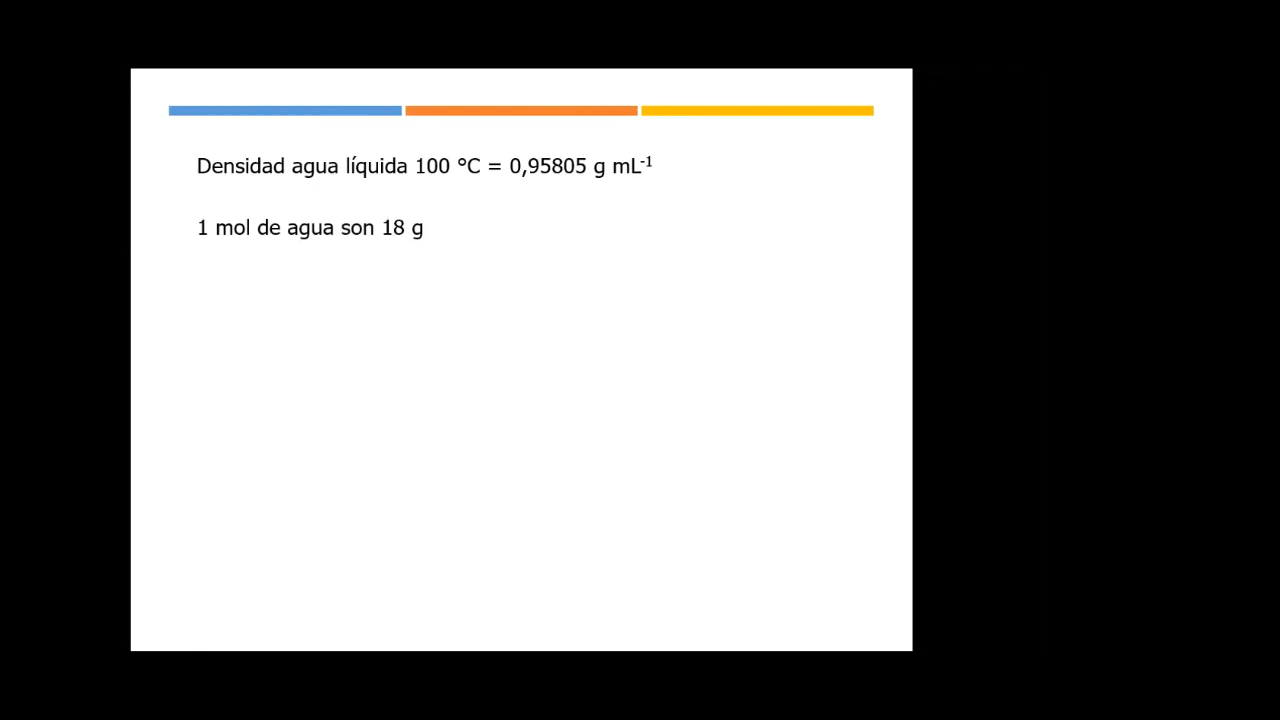 Densidad agua líquida 100 °C = 0,95805 g mL⁻¹
1 mol de agua son 18 g